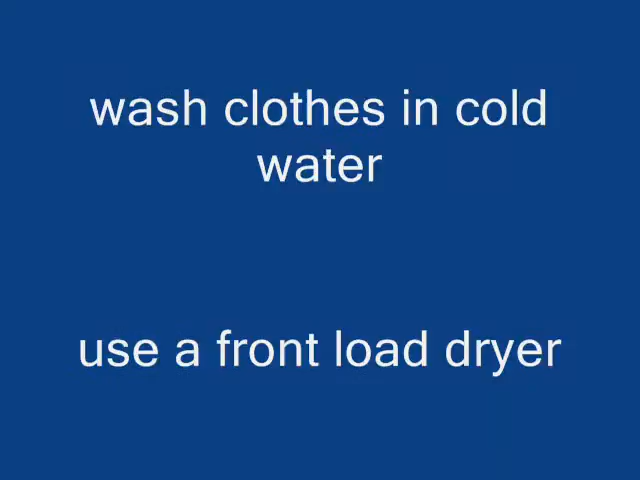 wash clothes in cold
water
use a front load dryer